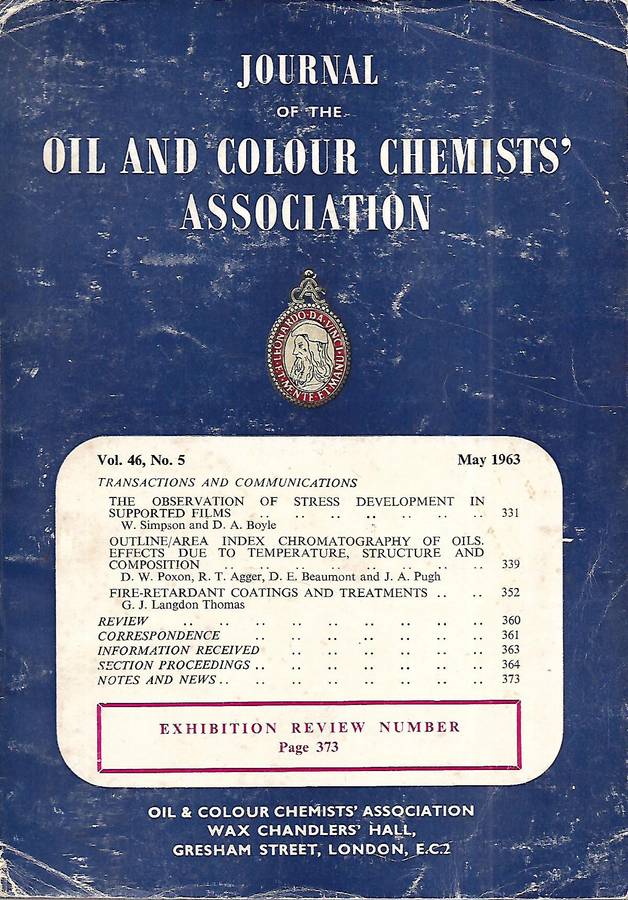 JOURNAL
OF THE
OIL AND COLOUR CHEMISTS'
ASSOCIATION
LEONARDO·DA·VINCI·UNI
Vol. 46, No. 5 May 1963
TRANSACTIONS AND COMMUNICATIONS
THE OBSERVATION OF STRESS DEVELOPMENT IN
SUPPORTED FILMS .. .. .. .. .. .. .. 331
W. Simpson and D. A. Boyle
OUTLINE/AREA INDEX CHROMATOGRAPHY OF OILS.
EFFECTS DUE TO TEMPERATURE, STRUCTURE AND
COMPOSITION .. .. .. .. .. .. .. .. 339
D. W. Poxon, R. T. Agger, D. E. Beaumont and J. A. Pugh
FIRE-RETARDANT COATINGS AND TREATMENTS .. .. 352
G. J. Langdon Thomas
REVIEW .. .. .. .. .. .. .. .. .. 360
CORRESPONDENCE .. .. .. .. .. .. .. 361
INFORMATION RECEIVED .. .. .. .. .. .. 363
SECTION PROCEEDINGS .. .. .. .. .. .. .. 364
NOTES AND NEWS .. .. .. .. .. .. .. .. 373
EXHIBITION REVIEW NUMBER
Page 373
OIL & COLOUR CHEMISTS' ASSOCIATION
WAX CHANDLERS' HALL,
GRESHAM STREET, LONDON, E.C.2